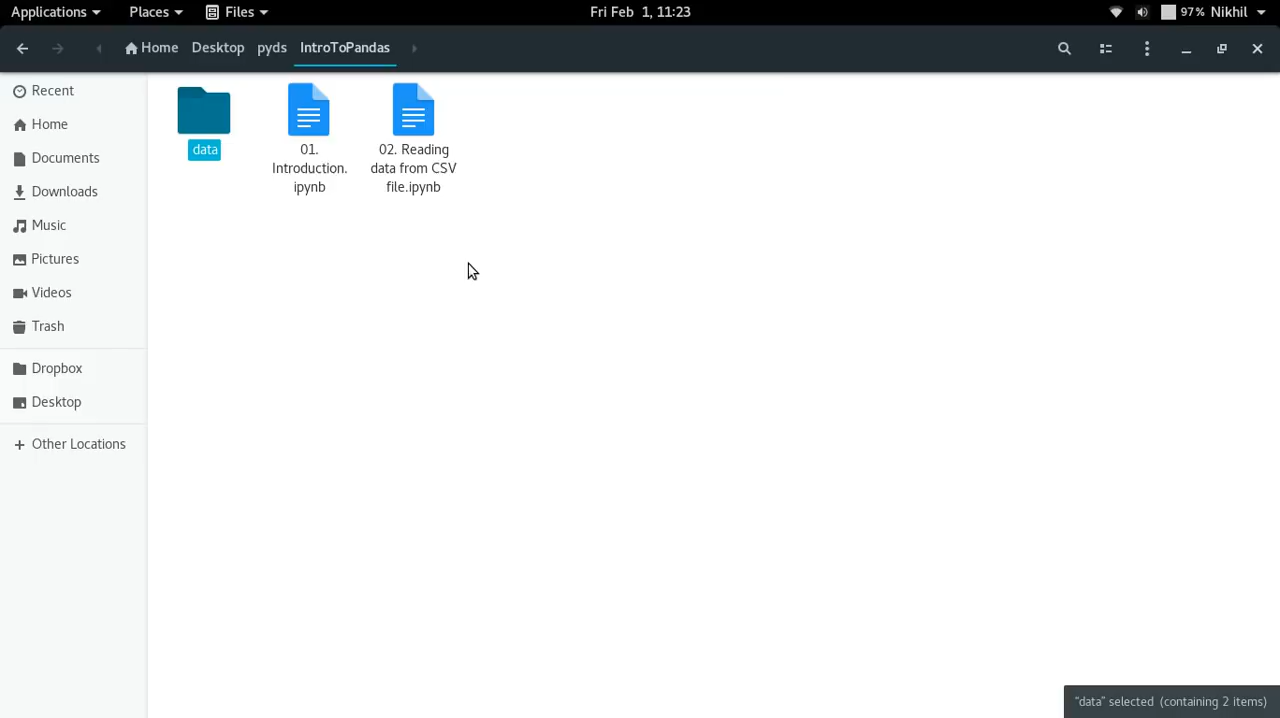 Applications Places Files Fri Feb 1, 11:23 97% Nikhil
Home Desktop pyds IntroToPandas
Recent
Home
Documents
Downloads
Music
Pictures
Videos
Trash
Dropbox
Desktop
Other Locations
data
01.
Introduction.
ipynb
02. Reading
data from CSV
file.ipynb
"data" selected (containing 2 items)